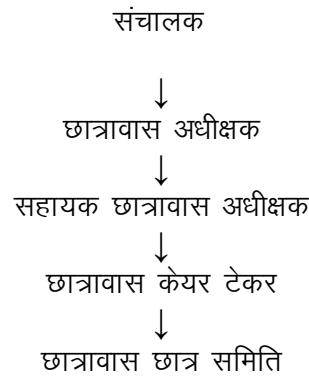 संचालक
↓
छात्रावास अधीक्षक
↓
सहायक छात्रावास अधीक्षक
↓
छात्रावास केयर टेकर
↓
छात्रावास छात्र समिति